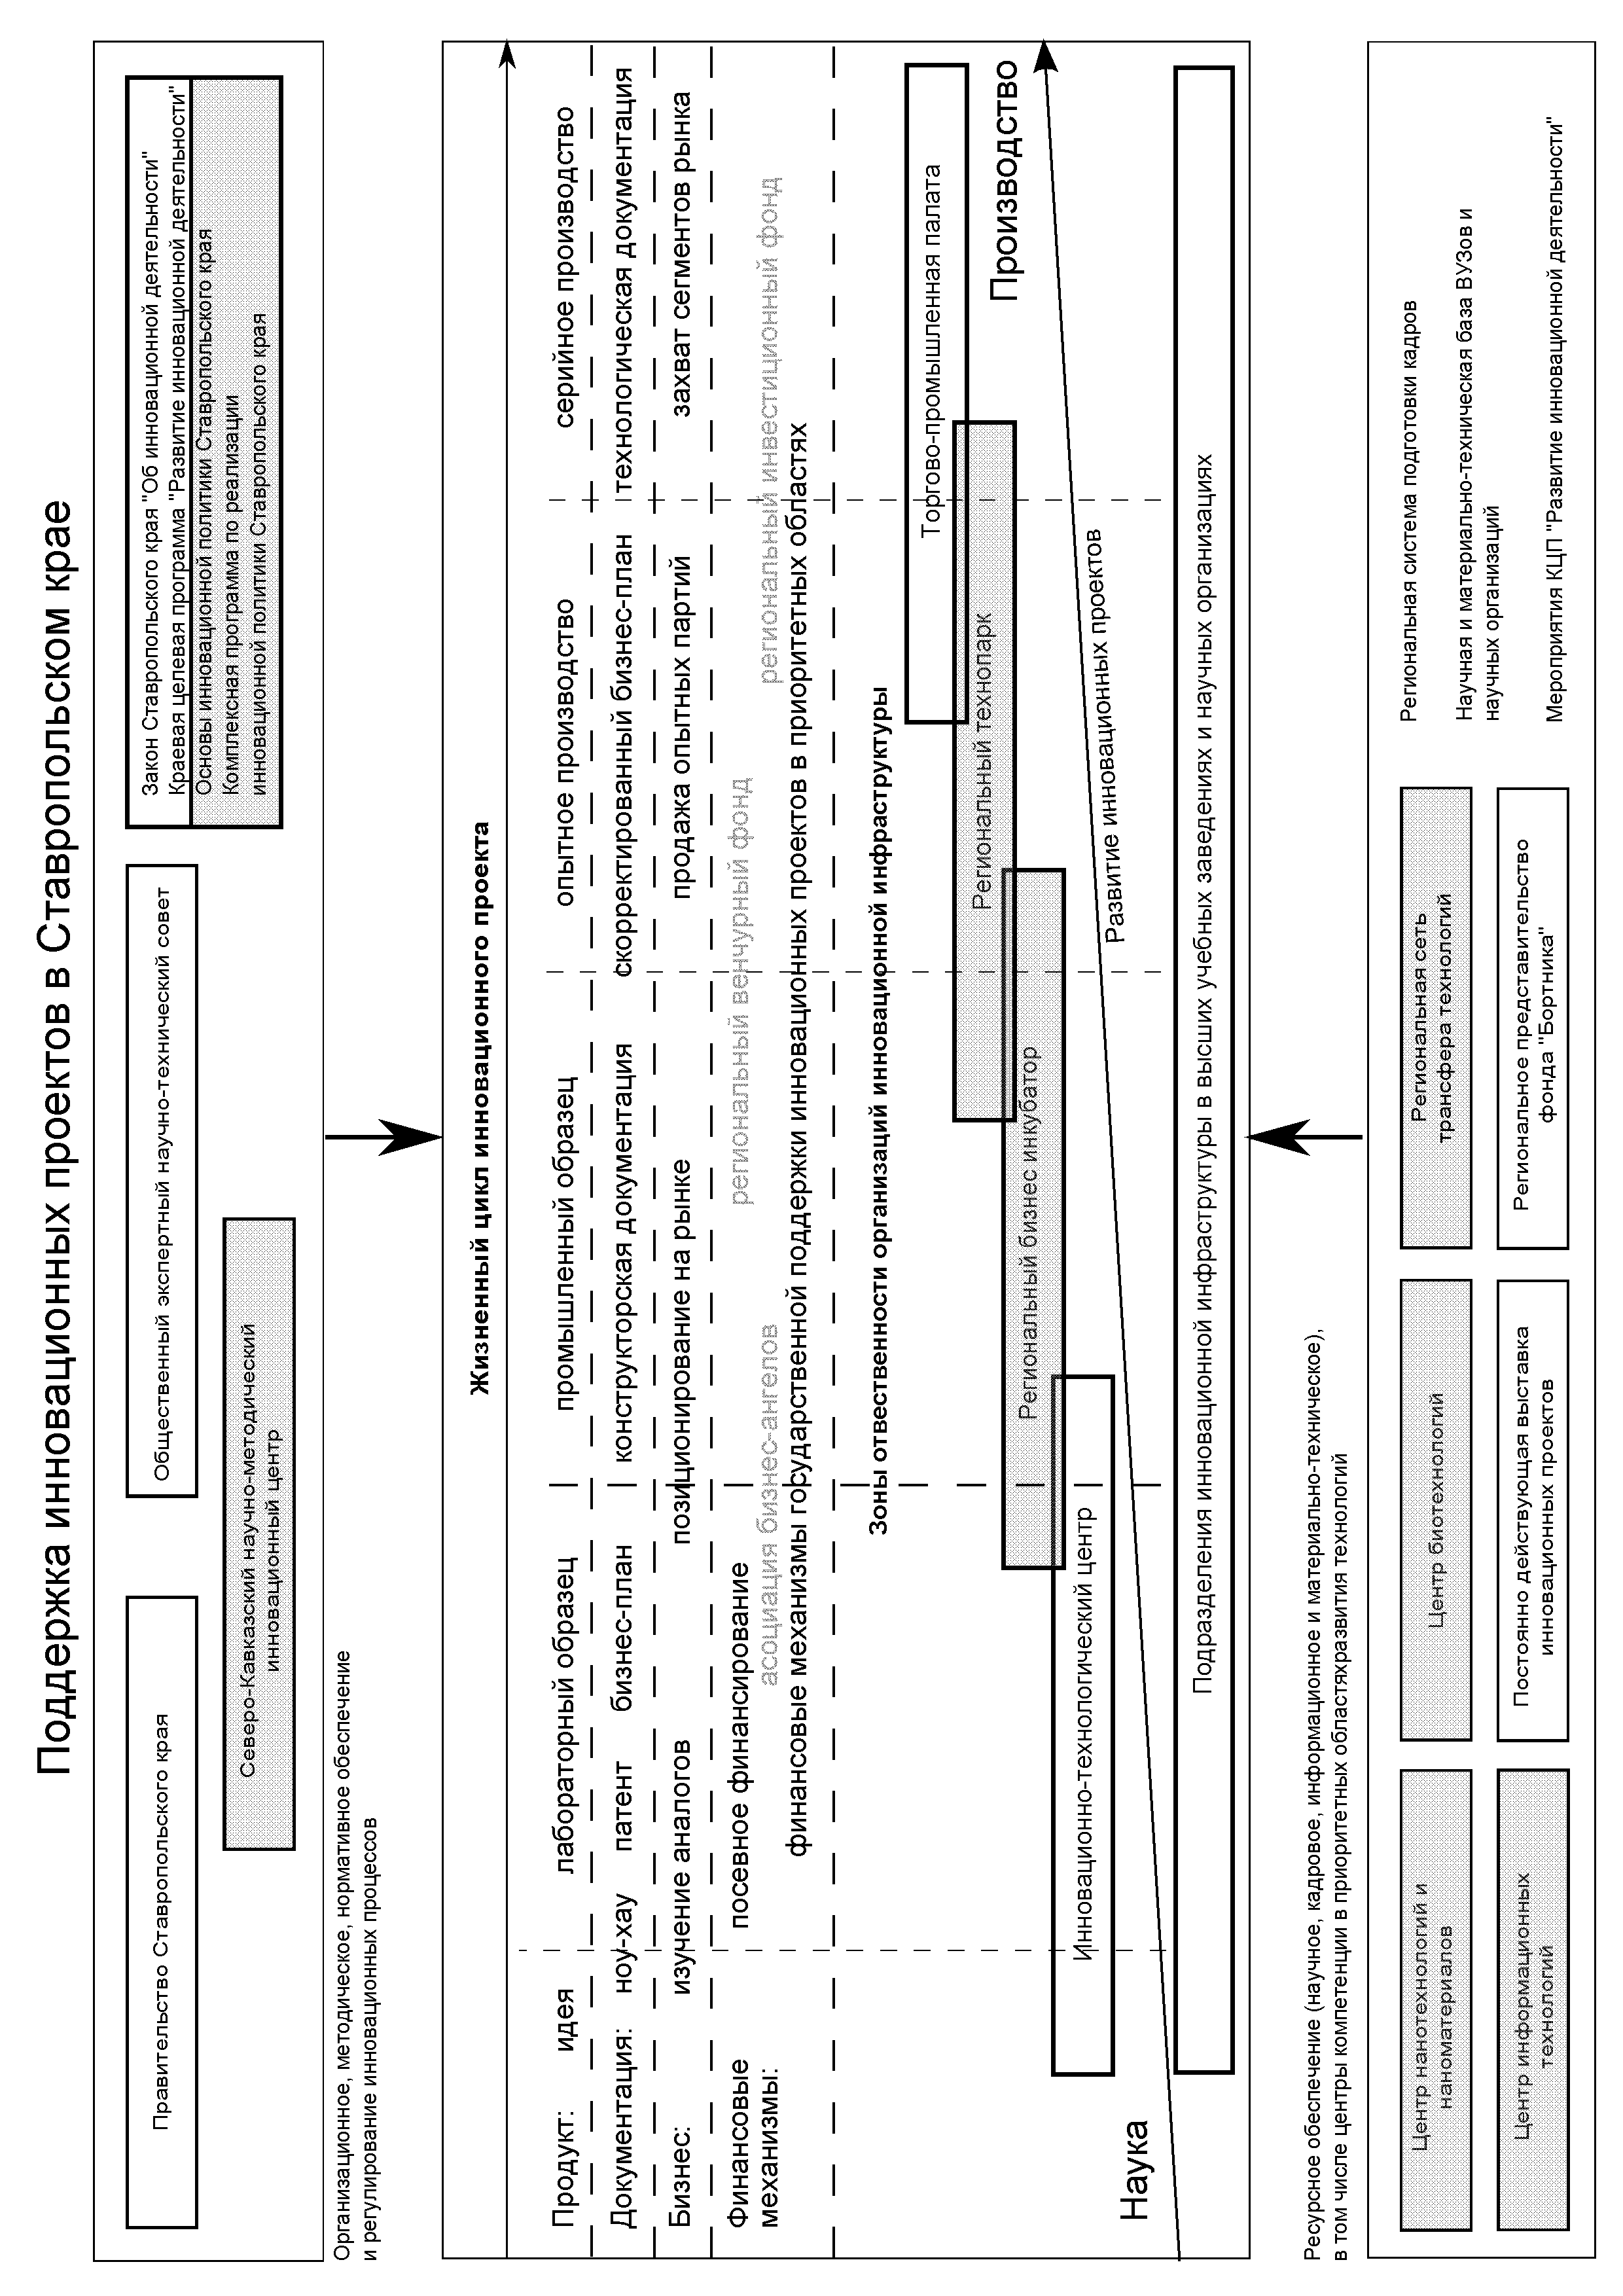 Поддержка инновационных проектов в Ставропольском крае
Правительство Ставропольского края
Общественный экспертный научно-технический совет
Северо-Кавказский научно-методический
инновационный центр
Закон Ставропольского края "Об инновационной деятельности"
Краевая целевая программа "Развитие инновационной деятельности"
Основы инновационной политики Ставропольского края
Комплексная программа по реализации
инновационной политики Ставропольского края
Организационное, методическое, нормативное обеспечение
и регулирование инновационных процессов
Жизненный цикл инновационного проекта
Продукт: идея лабораторный образец промышленный образец опытное производство серийное производство
Документация: ноу-хау патент бизнес-план конструкторская документация скорректированный бизнес-план технологическая документация
Бизнес: изучение аналогов позиционирование на рынке продажа опытных партий захват сегментов рынка
Финансовые
механизмы:
посевное финансирование
региональный венчурный фонд
асоциация бизнес-ангелов
региональный инвестиционный фонд
финансовые механизмы государственной поддержки инновационных проектов в приоритетных областях
Зоны отвественности организаций инновационной инфраструктуры
Торгово-промышленная палата
Региональный технопарк
Производство
Региональный бизнес инкубатор
Инновационно-технологический центр
Развитие инновационных проектов
Наука
Подразделения инновационной инфраструктуры в высших учебных заведениях и научных организациях
Ресурсное обеспечение (научное, кадровое, информационное и материально-техническое),
в том числе центры компетенции в приоритетных областяхразвития технологий
Центр нанотехнологий и
наноматериалов
Центр биотехнологий
Региональная сеть
трансфера технологий
Региональная система подготовки кадров
Научная и материально-техническая база ВУЗов и
научных организаций
Центр информационных
технологий
Постоянно действующая выставка
инновационных проектов
Региональное представительство
фонда "Бортника"
Мероприятия КЦП "Развитие инновационной деятельности"